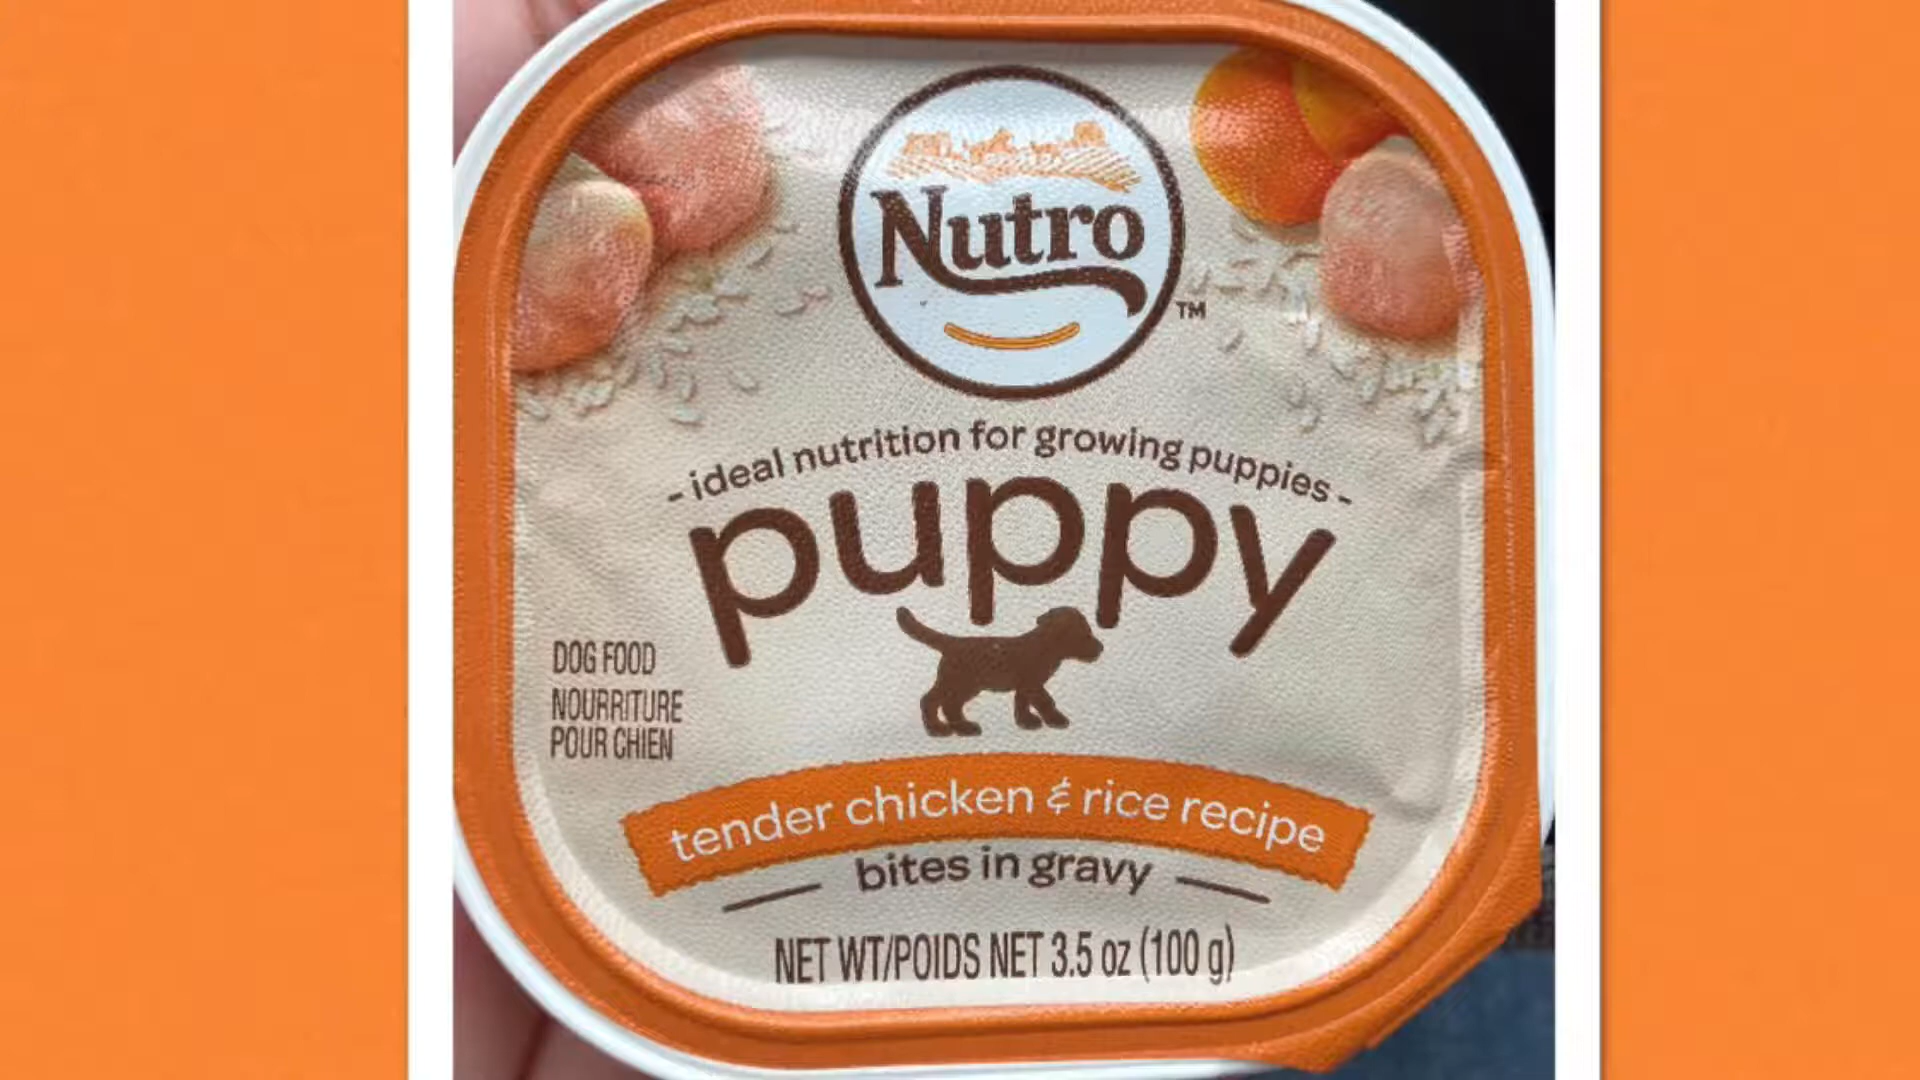 Nutro
TM
- ideal nutrition for growing puppies -
puppy
DOG FOOD
NOURRITURE
POUR CHIEN
tender chicken & rice recipe
bites in gravy
NET WT/POIDS NET 3.5 oz (100 g)